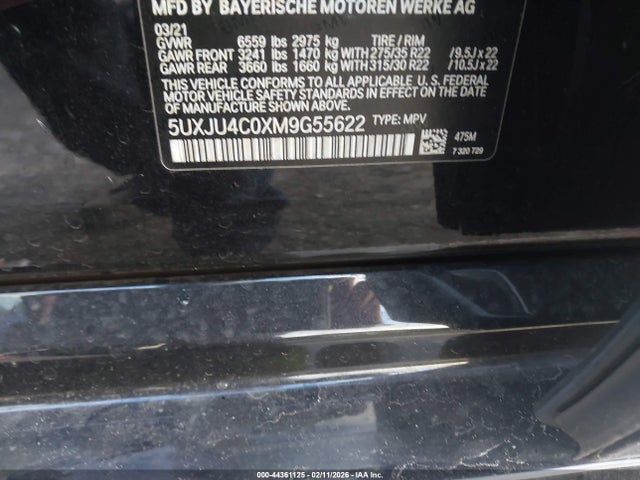 MFD BY BAYERISCHE MOTOREN WERKE AG
03/21
GVWR 6559 lbs 2975 kg TIRE / RIM
GAWR FRONT 3241 lbs 1470 kg WITH 275/35 R22 /9.5J x 22
GAWR REAR 3660 lbs 1660 kg WITH 315/30 R22 /10.5J x 22
THIS VEHICLE CONFORMS TO ALL APPLICABLE U.S. FEDERAL
MOTOR VEHICLE SAFETY STANDARDS IN EFFECT ON THE DATE OF
MANUFACTURE SHOWN ABOVE.
5UXJU4C0XM9G55622 TYPE: MPV
475M
7 320 729
000-44361125 - 02/11/2026 - COPYRIGHT IAA, LLC